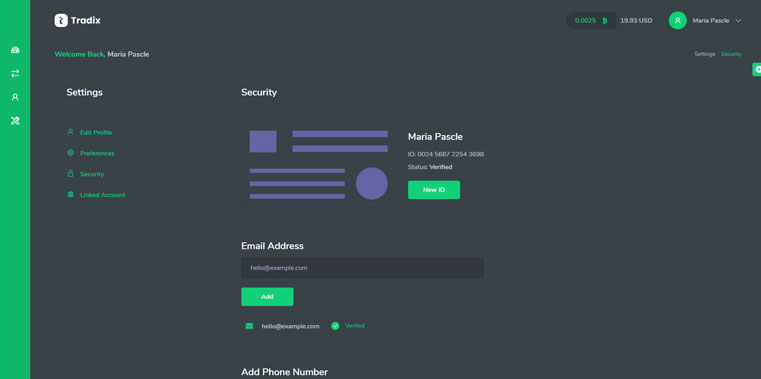 Tradix
0.0025 19.93 USD
Maria Pascle
Welcome Back, Maria Pascle
Settings Security
Settings
Edit Profile
Preferences
Security
Linked Account
Security
Maria Pascle
ID: 0024 5687 2254 3698
Status: Verified
New ID
Email Address
hello@example.com
Add
hello@example.com Verified
Add Phone Number